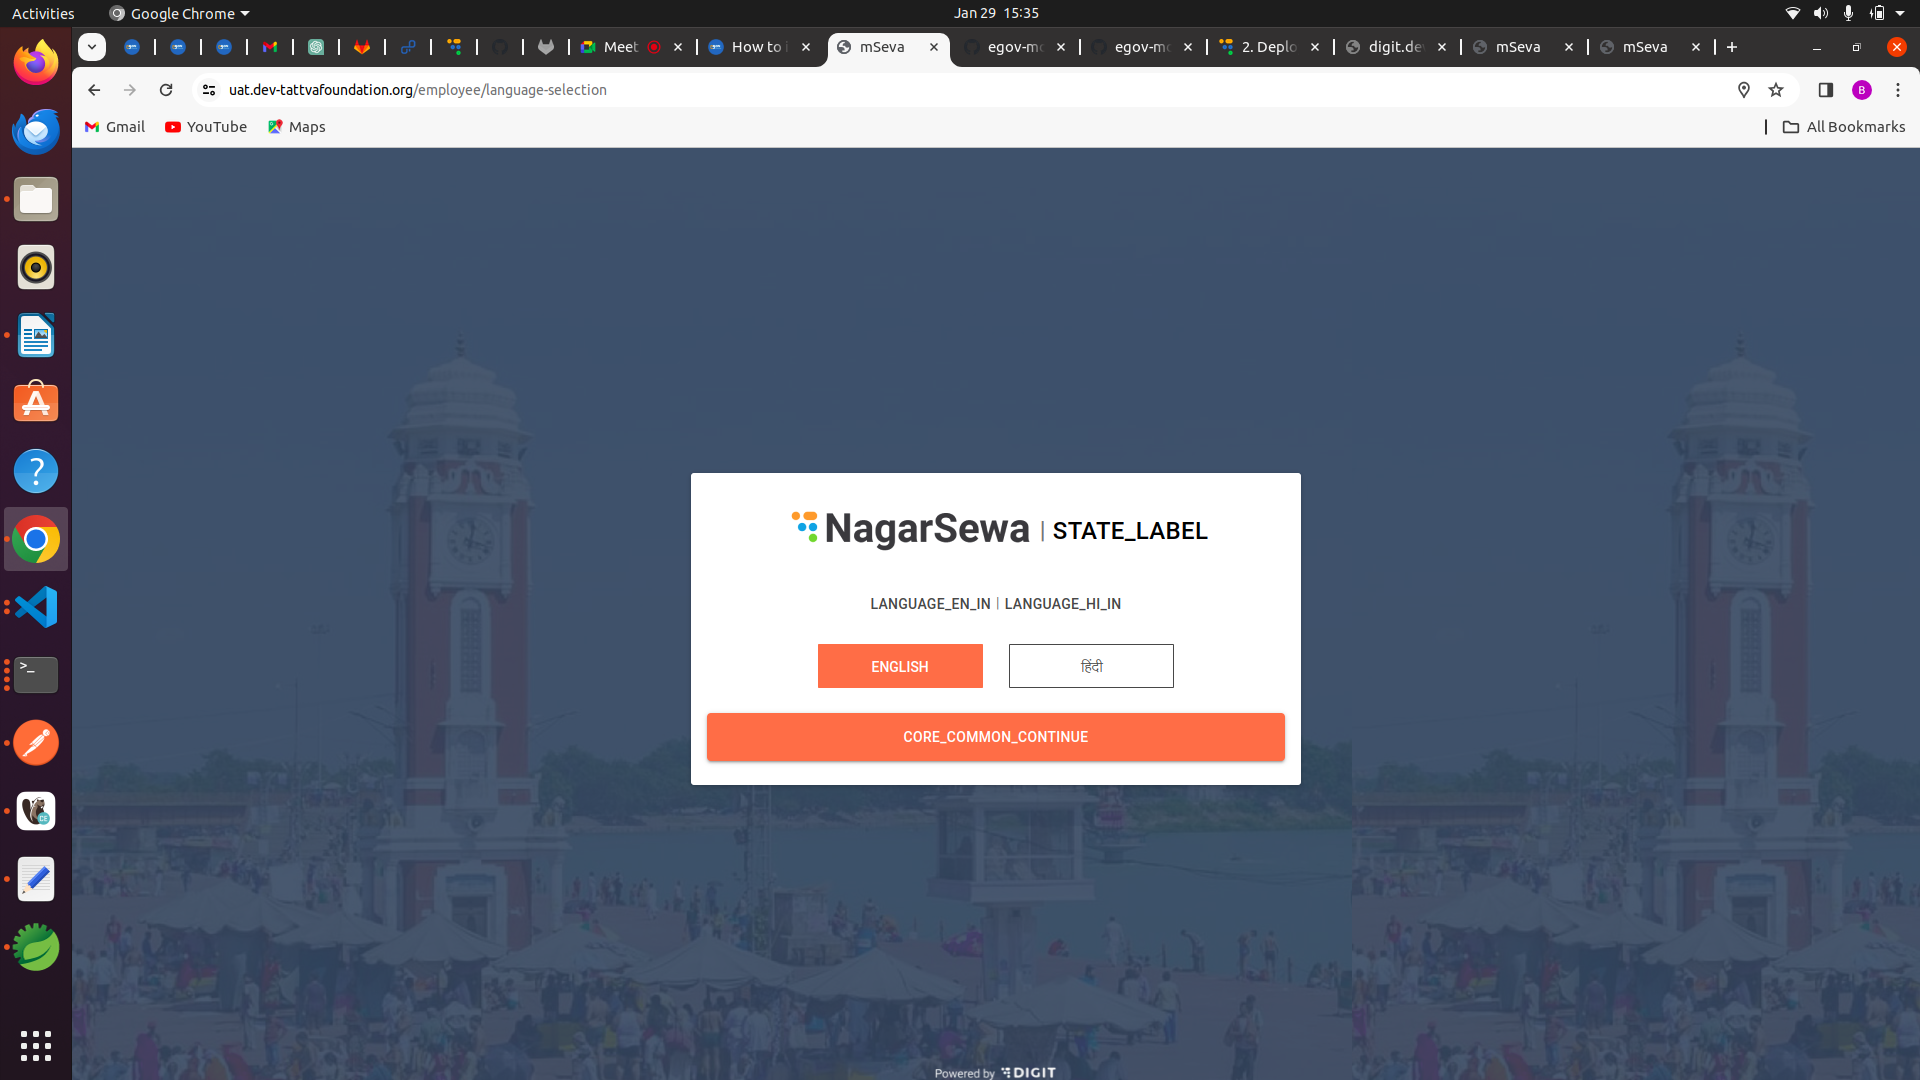 Activities
Google Chrome
Jan 29 15:35
Meet
How to i
mSeva
egov-mo
egov-mo
2. Deplo
digit.de
mSeva
mSeva
uat.dev-tattvafoundation.org/employee/language-selection
B
Gmail
YouTube
Maps
All Bookmarks
NagarSewa | STATE_LABEL
LANGUAGE_EN_IN | LANGUAGE_HI_IN
ENGLISH
हिंदी
CORE_COMMON_CONTINUE
Powered by DIGIT